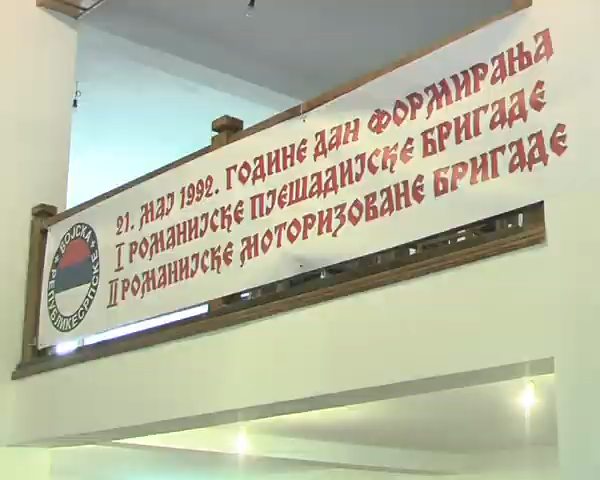 ВОЈСКА
РЕПУБЛИКЕ СРПСКЕ
21. МАЈ 1992. ГОДИНЕ ДАН ФОРМИРАЊА
I РОМАНИЈСКЕ ПЈЕШАДИЈСКЕ БРИГАДЕ
II РОМАНИЈСКЕ МОТОРИЗОВАНЕ БРИГАДЕ